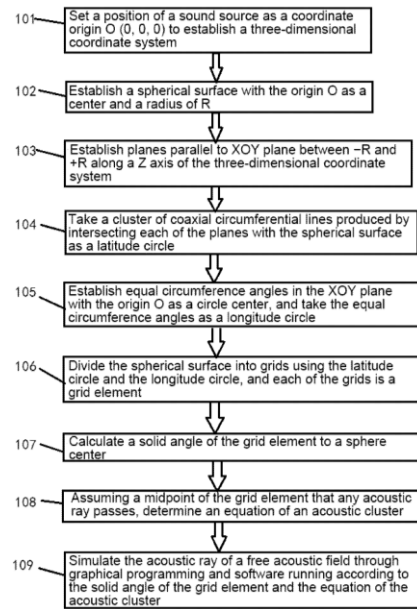 101
Set a position of a sound source as a coordinate
origin O (0, 0, 0) to establish a three-dimensional
coordinate system
102
Establish a spherical surface with the origin O as a
center and a radius of R
103
Establish planes parallel to XOY plane between −R and
+R along a Z axis of the three-dimensional coordinate
system
104
Take a cluster of coaxial circumferential lines produced by
intersecting each of the planes with the spherical surface
as a latitude circle
105
Establish equal circumference angles in the XOY plane
with the origin O as a circle center, and take the equal
circumference angles as a longitude circle
106
Divide the spherical surface into grids using the latitude
circle and the longitude circle, and each of the grids is a
grid element
107
Calculate a solid angle of the grid element to a sphere
center
108
Assuming a midpoint of the grid element that any acoustic
ray passes, determine an equation of an acoustic cluster
109
Simulate the acoustic ray of a free acoustic field through
graphical programming and software running according to
the solid angle of the grid element and the equation of the
acoustic cluster